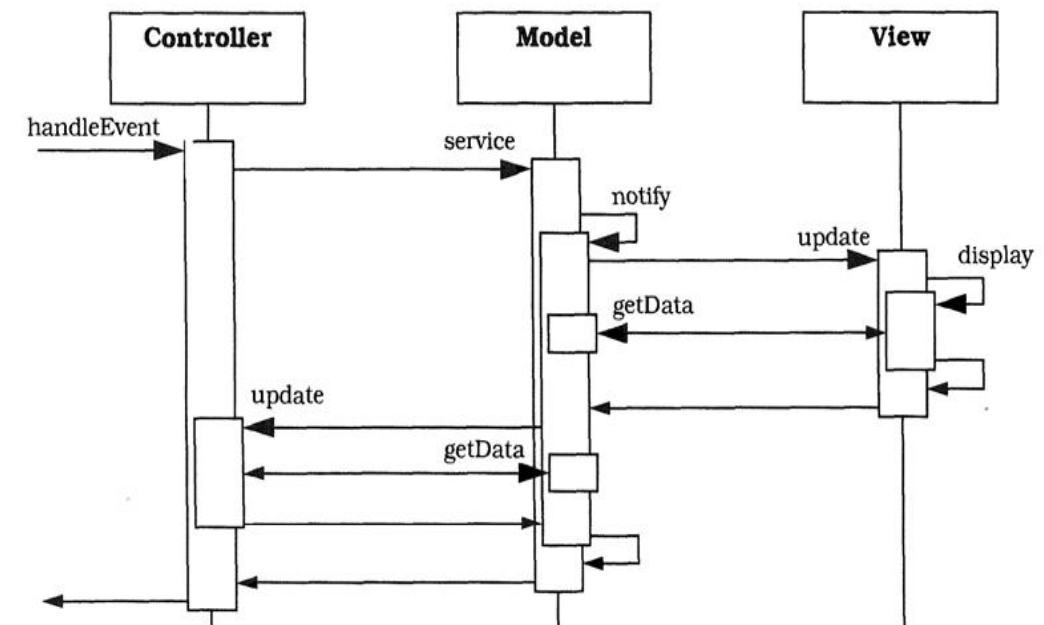 Controller
Model
View
handleEvent
service
notify
update
display
getData
update
getData